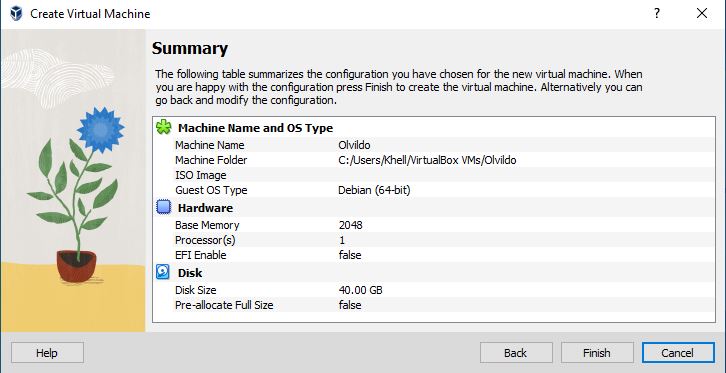 Create Virtual Machine
?
Summary
The following table summarizes the configuration you have chosen for the new virtual machine. When
you are happy with the configuration press Finish to create the virtual machine. Alternatively you can
go back and modify the configuration.
Machine Name and OS Type
Machine Name Olvildo
Machine Folder C:/Users/Khell/VirtualBox VMs/Olvildo
ISO Image
Guest OS Type Debian (64-bit)
Hardware
Base Memory 2048
Processor(s) 1
EFI Enable false
Disk
Disk Size 40.00 GB
Pre-allocate Full Size false
Help Back Finish Cancel